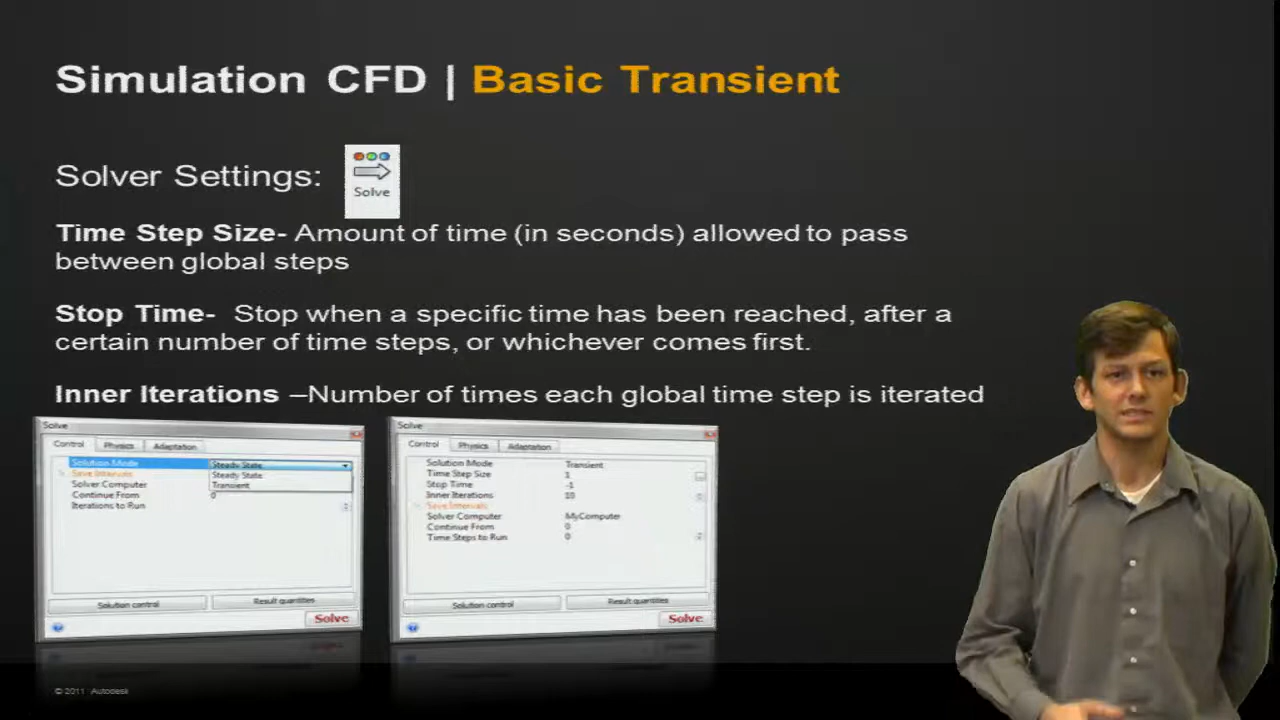 Simulation CFD | Basic Transient
Solver Settings:
Solve
Time Step Size- Amount of time (in seconds) allowed to pass
between global steps
Stop Time- Stop when a specific time has been reached, after a
certain number of time steps, or whichever comes first.
Inner Iterations –Number of times each global time step is iterated
Solve
Control Physics Adaptation
Solution Mode Steady State
Save Intervals Steady State
Solver Computer Transient
Continue From 0
Iterations to Run
Solution control Result quantities
Solve
Solve
Control Physics Adaptation
Solution Mode Transient
Time Step Size 1
Stop Time -1
Inner Iterations 10
Save Intervals
Solver Computer MyComputer
Continue From 0
Time Steps to Run 0
Solution control Result quantities
Solve
© 2011 Autodesk